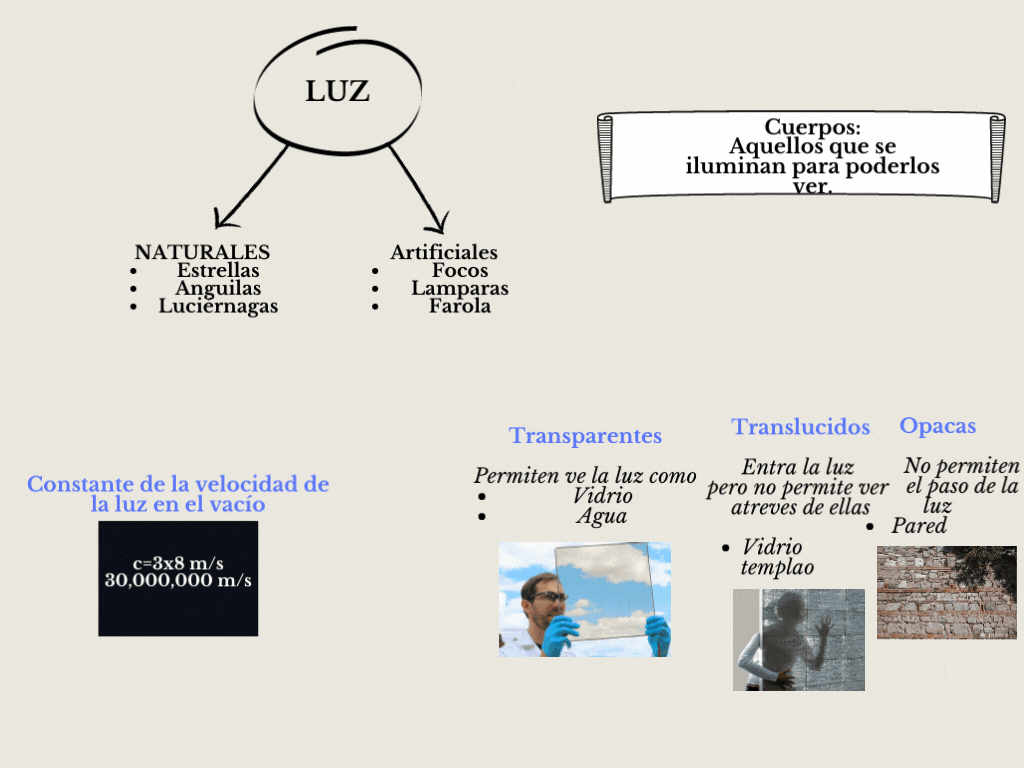 LUZ
Cuerpos:
Aquellos que se
iluminan para poderlos
ver.
NATURALES
• Estrellas
• Anguilas
• Luciérnagas
Artificiales
• Focos
• Lamparas
• Farola
Constante de la velocidad de
la luz en el vacío
c=3x8 m/s
30,000,000 m/s
Transparentes
Permiten ve la luz como
• Vidrio
• Agua
Translucidos
Entra la luz
pero no permite ver
atreves de ellas
• Vidrio
templao
Opacas
No permiten
el paso de la
luz
• Pared